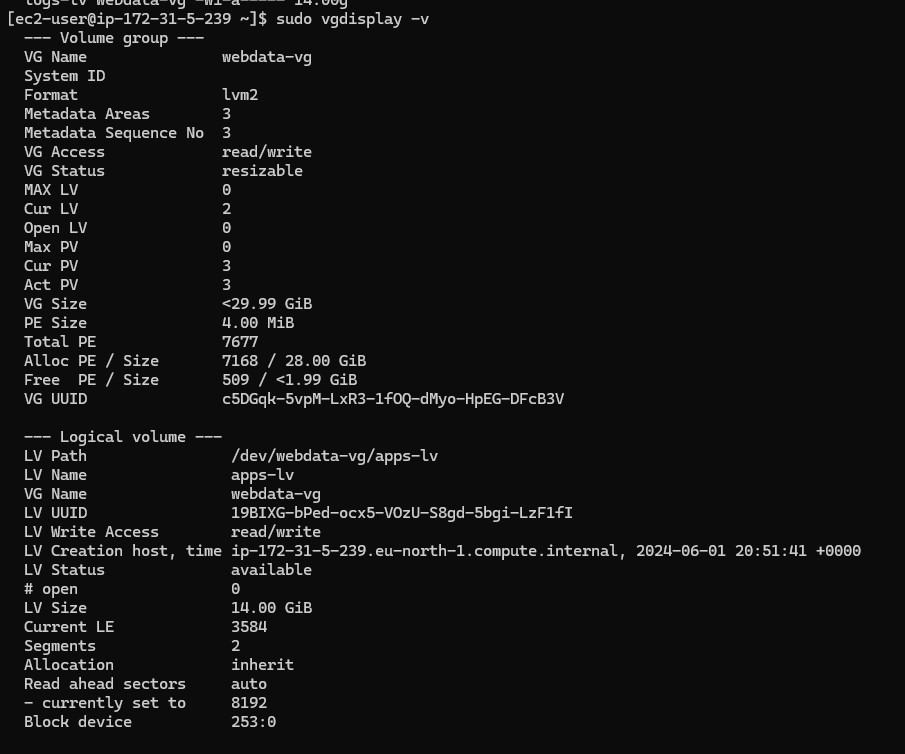 logs-lv webdata-vg -wi-a----- 14.00g
[ec2-user@ip-172-31-5-239 ~]$ sudo vgdisplay -v
  --- Volume group ---
  VG Name               webdata-vg
  System ID
  Format                lvm2
  Metadata Areas        3
  Metadata Sequence No  3
  VG Access             read/write
  VG Status             resizable
  MAX LV                0
  Cur LV                2
  Open LV               0
  Max PV                0
  Cur PV                3
  Act PV                3
  VG Size               <29.99 GiB
  PE Size               4.00 MiB
  Total PE              7677
  Alloc PE / Size       7168 / 28.00 GiB
  Free  PE / Size       509 / <1.99 GiB
  VG UUID               c5DGqk-5vpM-LxR3-1fOQ-dMyo-HpEG-DFcB3V

  --- Logical volume ---
  LV Path                /dev/webdata-vg/apps-lv
  LV Name                apps-lv
  VG Name                webdata-vg
  LV UUID                19BIXG-bPed-ocx5-VOzU-S8gd-5bgi-LzF1fI
  LV Write Access        read/write
  LV Creation host, time ip-172-31-5-239.eu-north-1.compute.internal, 2024-06-01 20:51:41 +0000
  LV Status              available
  # open                 0
  LV Size                14.00 GiB
  Current LE             3584
  Segments               2
  Allocation             inherit
  Read ahead sectors     auto
  - currently set to     8192
  Block device           253:0